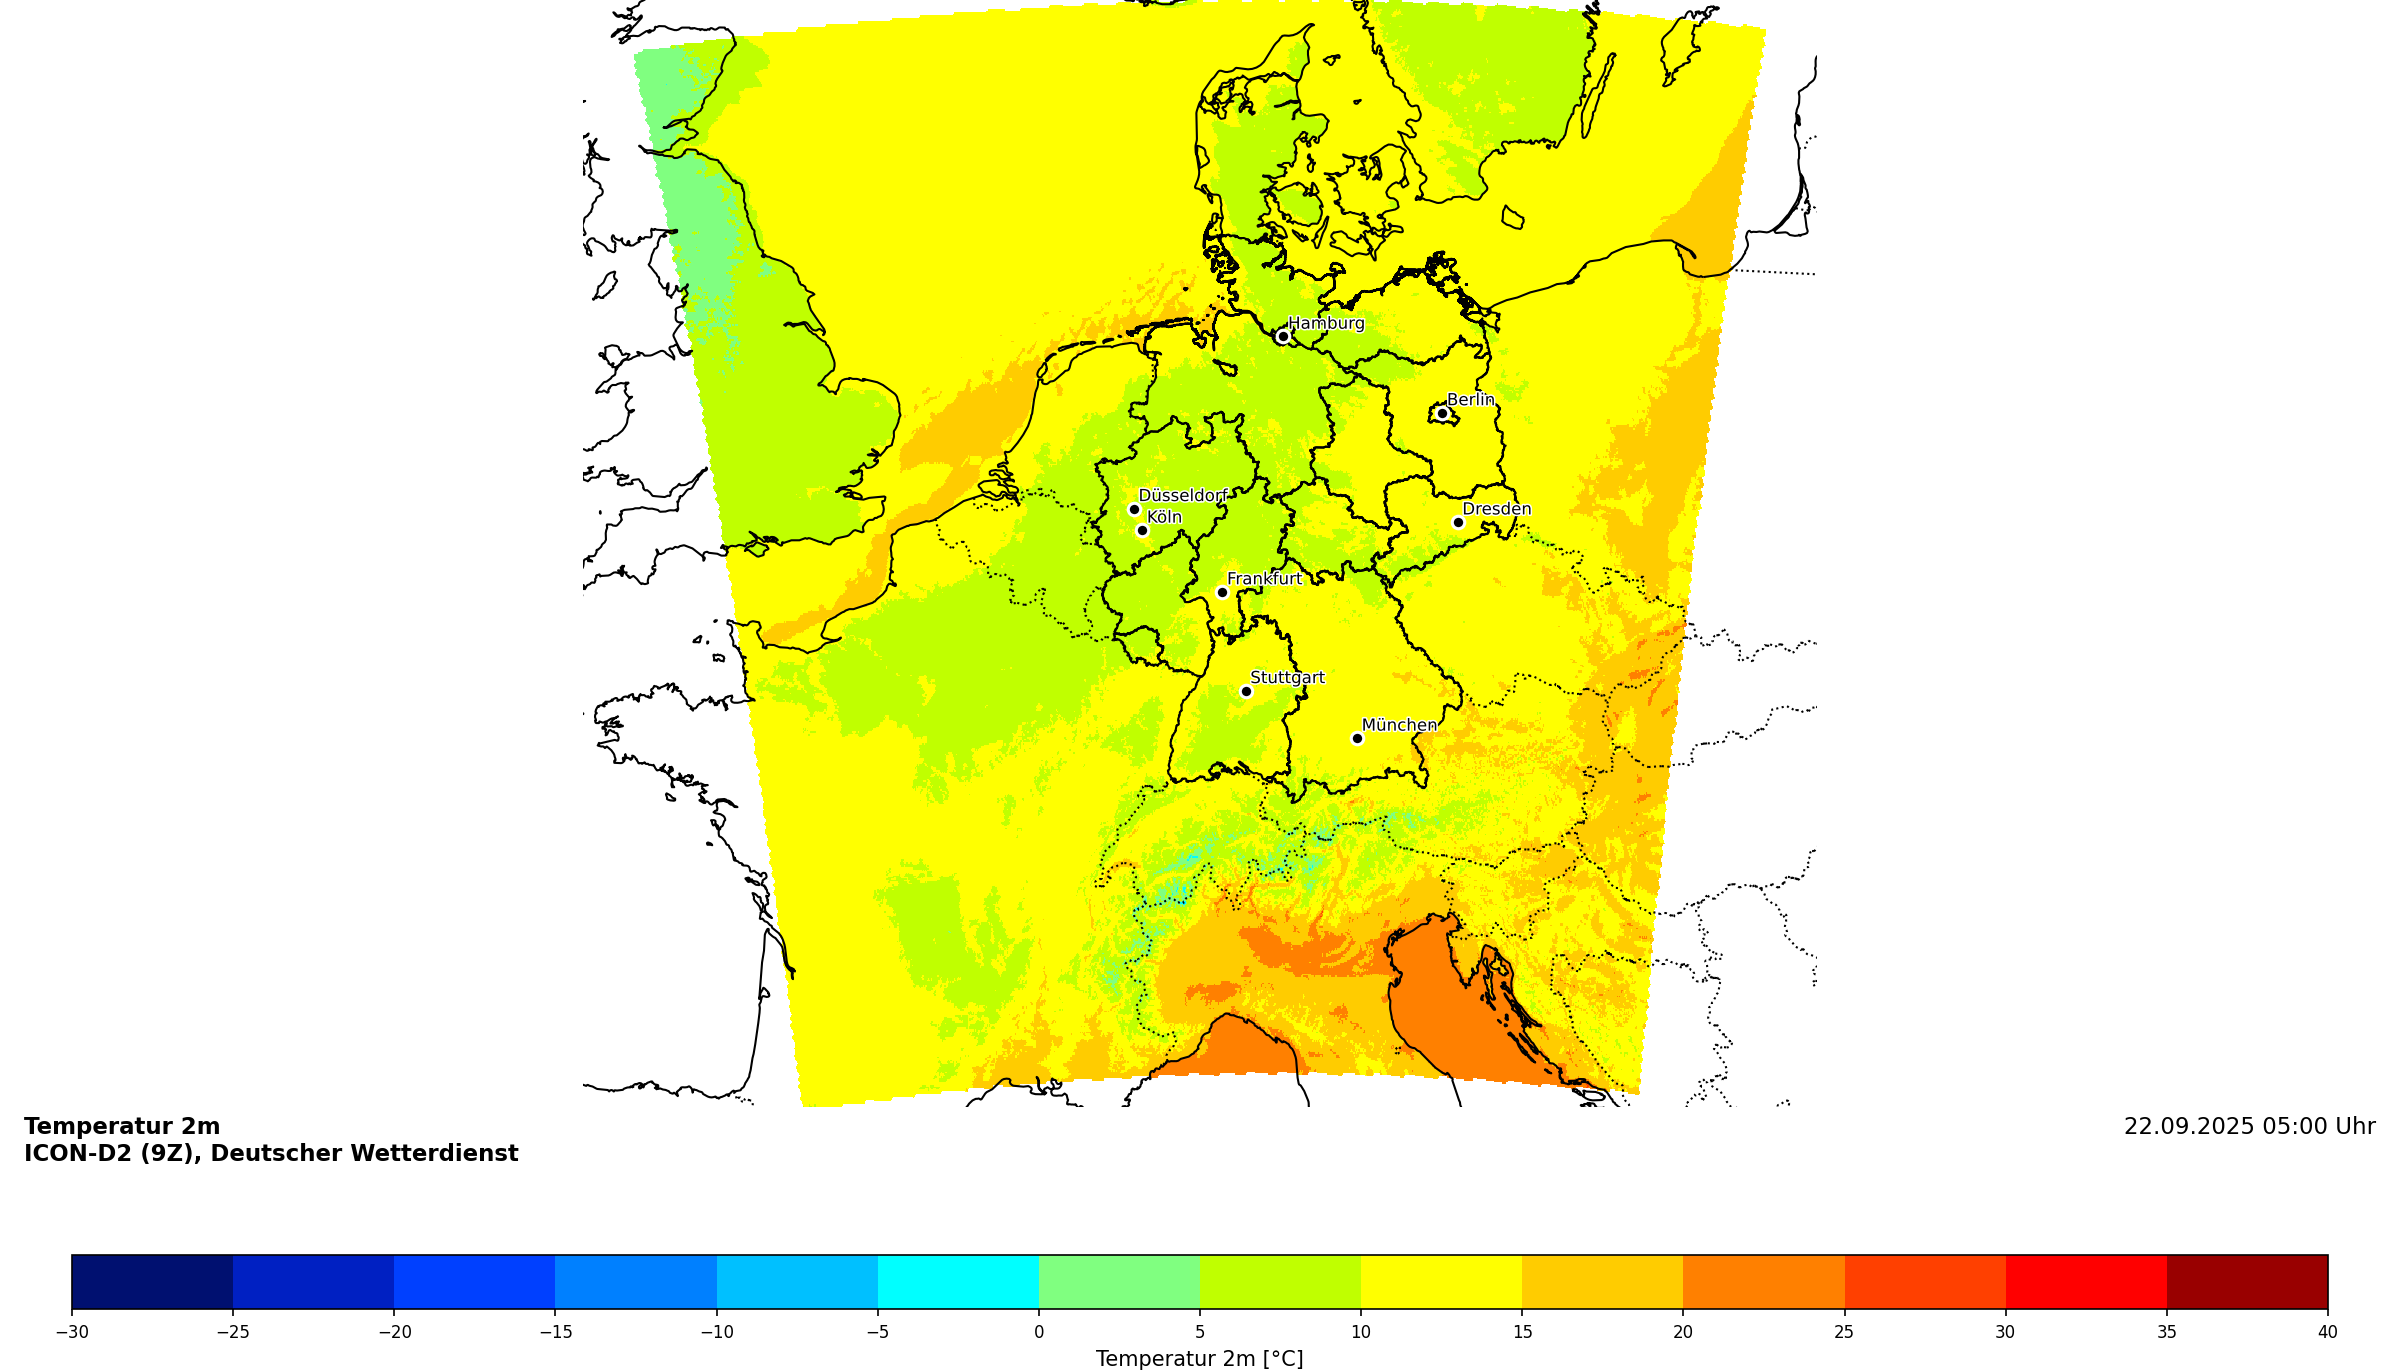 Hamburg
Berlin
Düsseldorf
Köln
Dresden
Frankfurt
Stuttgart
München
Temperatur 2m
ICON-D2 (9Z), Deutscher Wetterdienst
22.09.2025 05:00 Uhr
−30 −25 −20 −15 −10 −5 0 5 10 15 20 25 30 35 40
Temperatur 2m [°C]